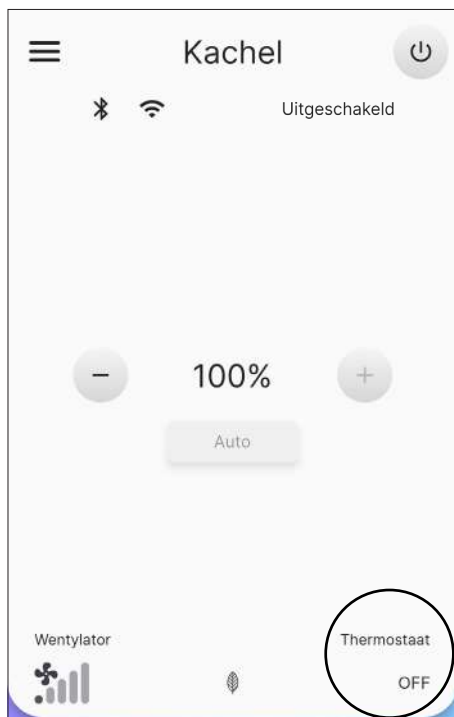 Kachel
Uitgeschakeld
− 100% +
Auto
Wentylator Thermostaat
OFF